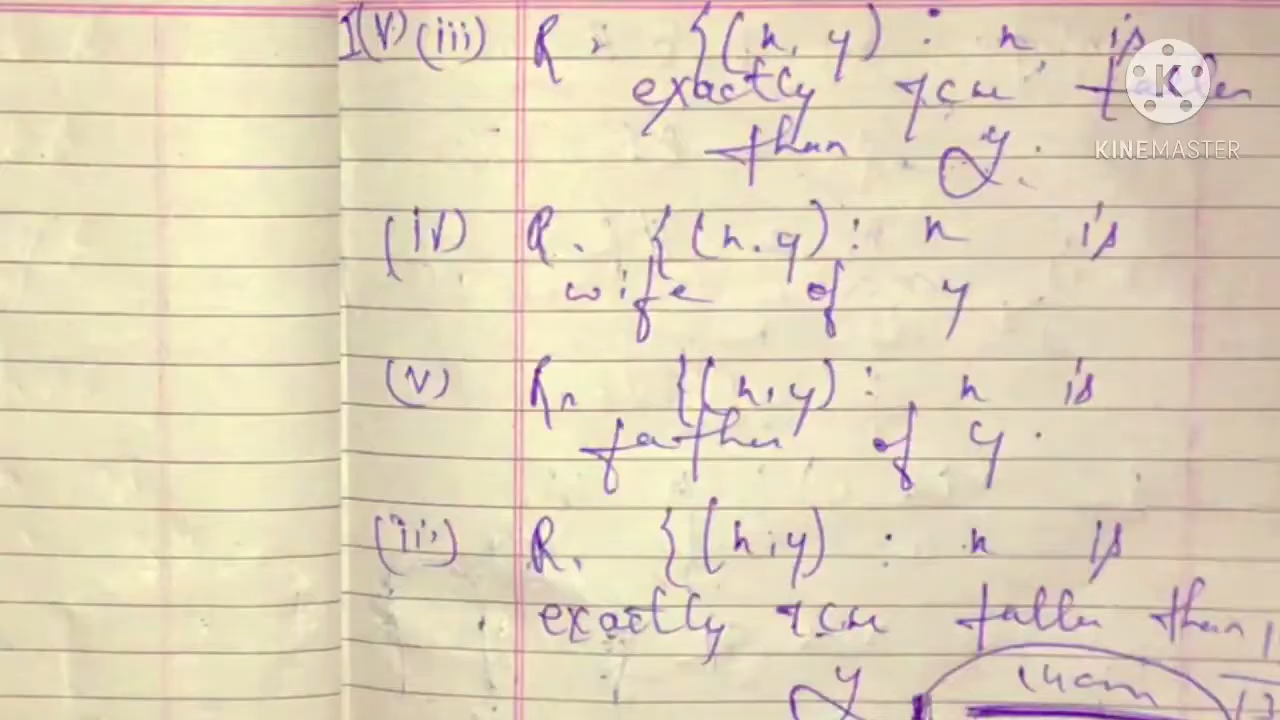 I(v) (iii) R = {(x, y) : x is
exactly 7cm taller
than y.
(iv) R = {(x, y) : x is
wife of y
(v) R = {(x, y) : x is
father of y.
(iii) R = {(x, y) : x is
exactly 7cm taller than
y
14cm
KINEMASTER